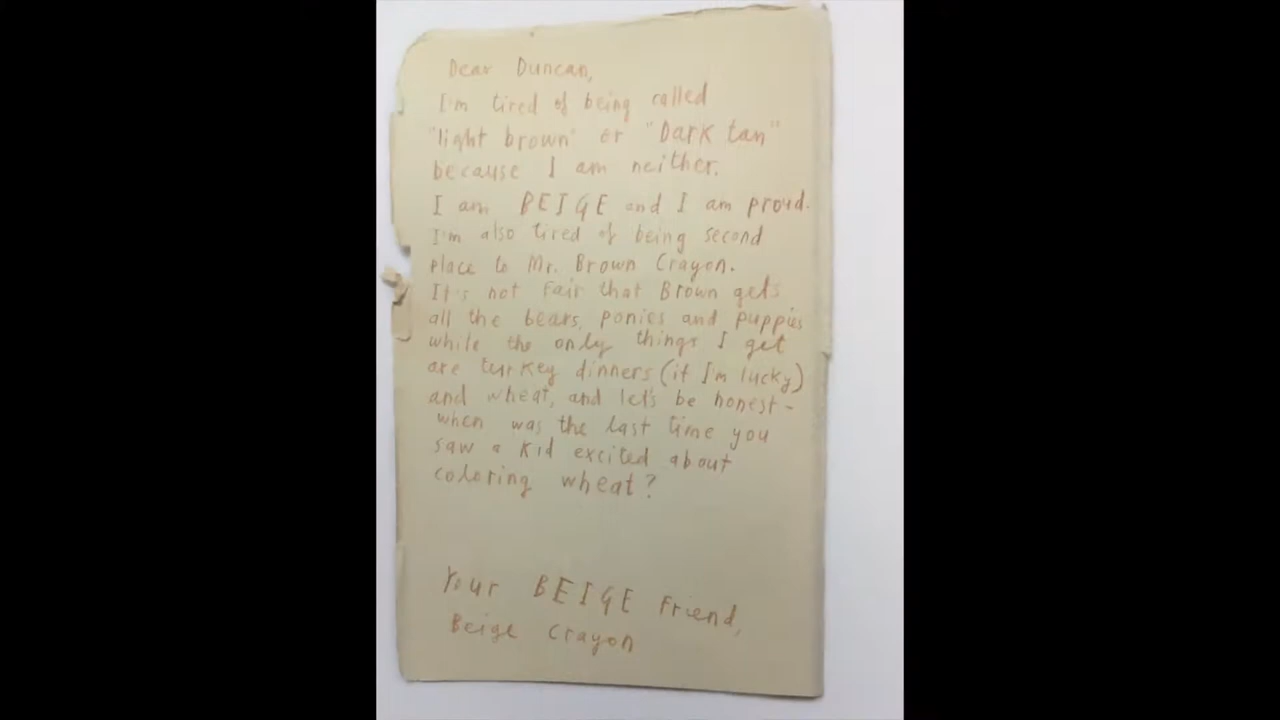 Dear Duncan,
I'm tired of being called
"light brown" or "Dark tan"
because I am neither.
I am BEIGE and I am proud.
I'm also tired of being second
place to Mr. Brown Crayon.
It's not fair that Brown gets
all the bears, ponies and puppies
while the only things I get
are turkey dinners (if I'm lucky)
and wheat, and let's be honest-
when was the last time you
saw a kid excited about
coloring wheat?
Your BEIGE friend,
Beige Crayon